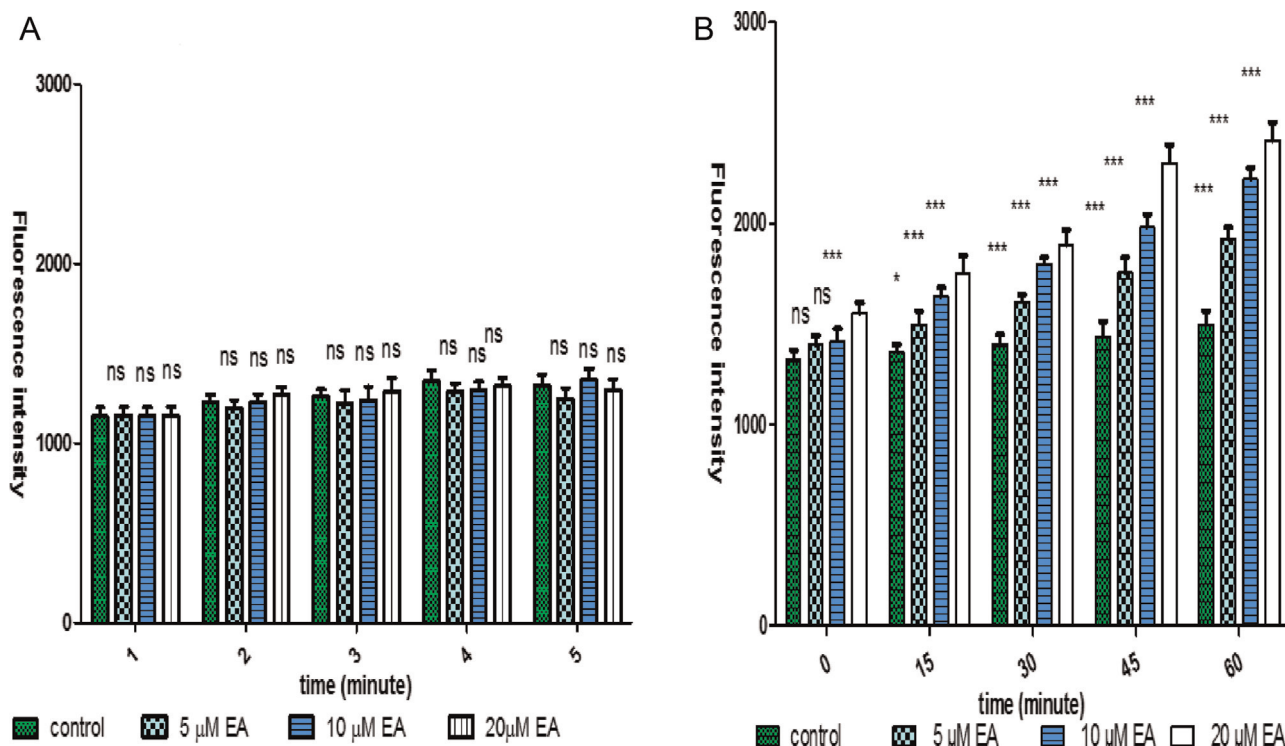 A
3000
2000
1000
0
Fluorescence intensity
ns ns ns
ns ns ns
ns ns ns
ns ns ns
ns ns ns
1 2 3 4 5
time (minute)
control 5 µM EA 10 µM EA 20µM EA
B
3000
2000
1000
0
Fluorescence intensity
ns ns ***
* *** ***
*** *** ***
*** *** ***
*** *** ***
0 15 30 45 60
time (minute)
control 5 µM EA 10 µM EA 20 µM EA